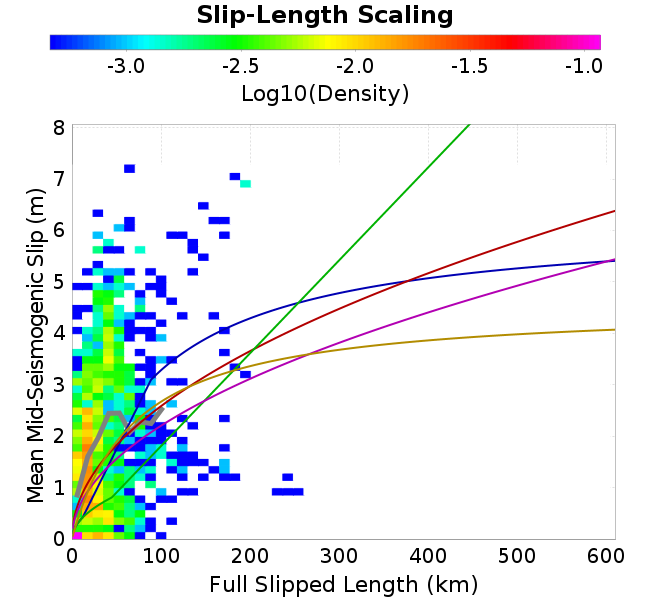 Slip-Length Scaling
-3.0 -2.5 -2.0 -1.5 -1.0
Log10(Density)
Mean Mid-Seismogenic Slip (m)
8
7
6
5
4
3
2
1
0
0 100 200 300 400 500 600
Full Slipped Length (km)